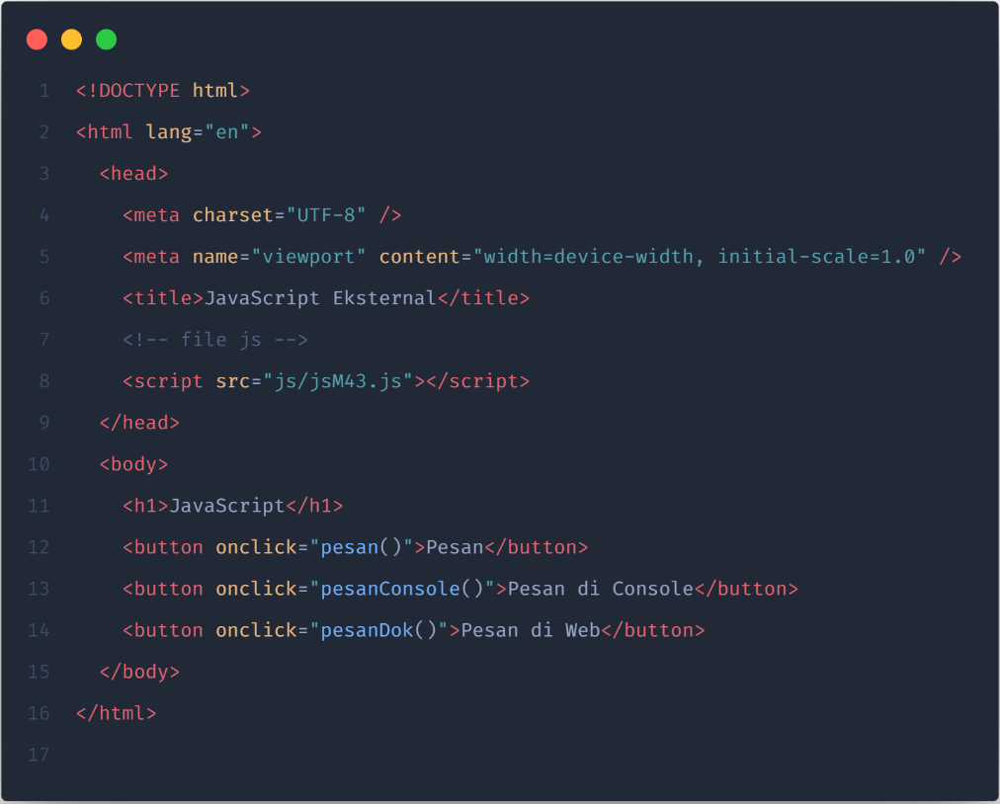 1 <!DOCTYPE html>
2 <html lang="en">
3   <head>
4     <meta charset="UTF-8" />
5     <meta name="viewport" content="width=device-width, initial-scale=1.0" />
6     <title>JavaScript Eksternal</title>
7     <!-- file js -->
8     <script src="js/jsM43.js"></script>
9   </head>
10   <body>
11     <h1>JavaScript</h1>
12     <button onclick="pesan()">Pesan</button>
13     <button onclick="pesanConsole()">Pesan di Console</button>
14     <button onclick="pesanDok()">Pesan di Web</button>
15   </body>
16 </html>
17